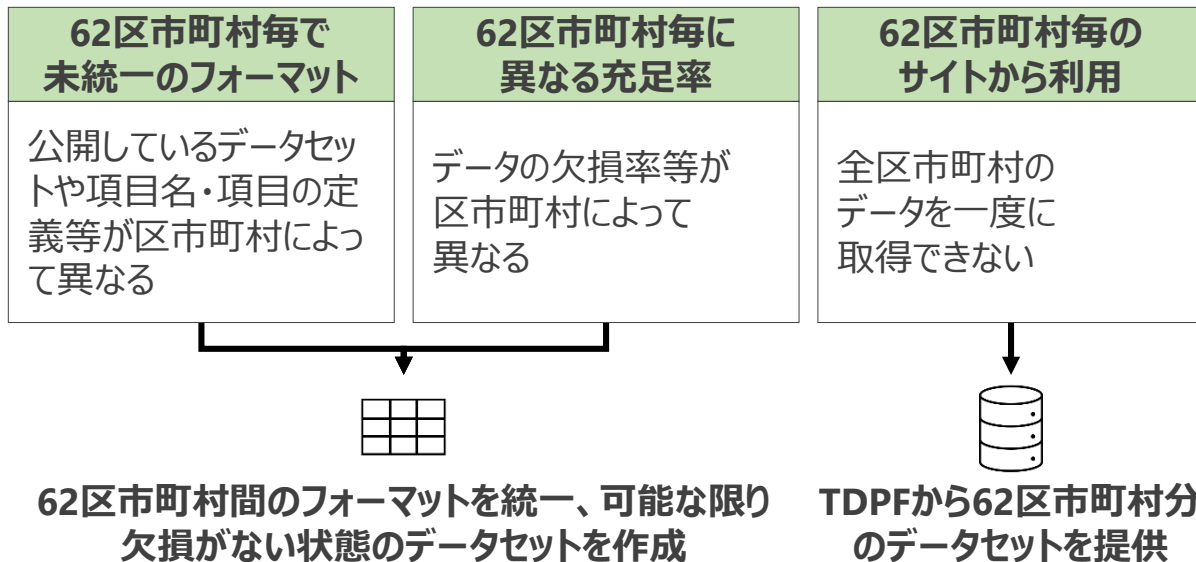 62区市町村毎で
未統一のフォーマット
公開しているデータセッ
トや項目名・項目の定
義等が区市町村によっ
て異なる
62区市町村毎に
異なる充足率
データの欠損率等が
区市町村によって
異なる
62区市町村毎の
サイトから利用
全区市町村の
データを一度に
取得できない
62区市町村間のフォーマットを統一、可能な限り
欠損がない状態のデータセットを作成
TDPFから62区市町村分
のデータセットを提供